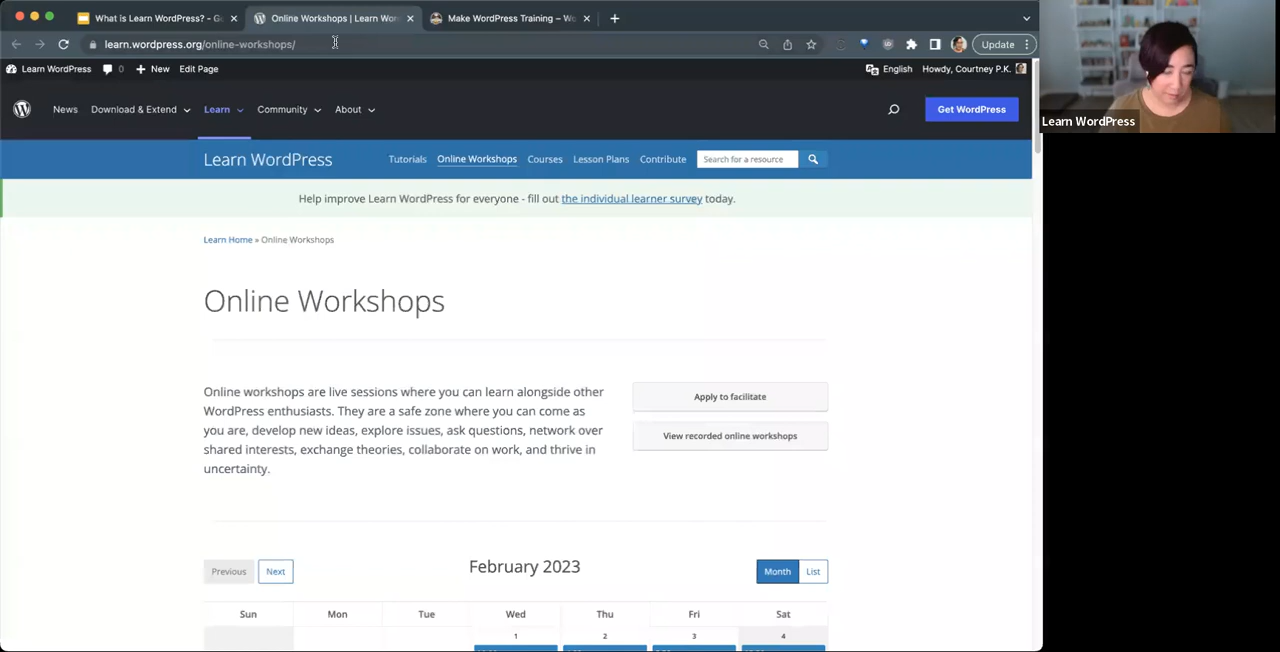 What is Learn WordPress? - G
Online Workshops | Learn Wor
Make WordPress Training – Wo
learn.wordpress.org/online-workshops/
Update
Learn WordPress
0
New
Edit Page
English
Howdy, Courtney P.K.
News
Download & Extend
Learn
Community
About
Get WordPress
Learn WordPress
Tutorials
Online Workshops
Courses
Lesson Plans
Contribute
Search for a resource
Help improve Learn WordPress for everyone - fill out the individual learner survey today.
Learn Home » Online Workshops
Online Workshops
Online workshops are live sessions where you can learn alongside other
WordPress enthusiasts. They are a safe zone where you can come as
you are, develop new ideas, explore issues, ask questions, network over
shared interests, exchange theories, collaborate on work, and thrive in
uncertainty.
Apply to facilitate
View recorded online workshops
Previous
Next
February 2023
Month
List
Sun
Mon
Tue
Wed
Thu
Fri
Sat
1
2
3
4
Learn WordPress